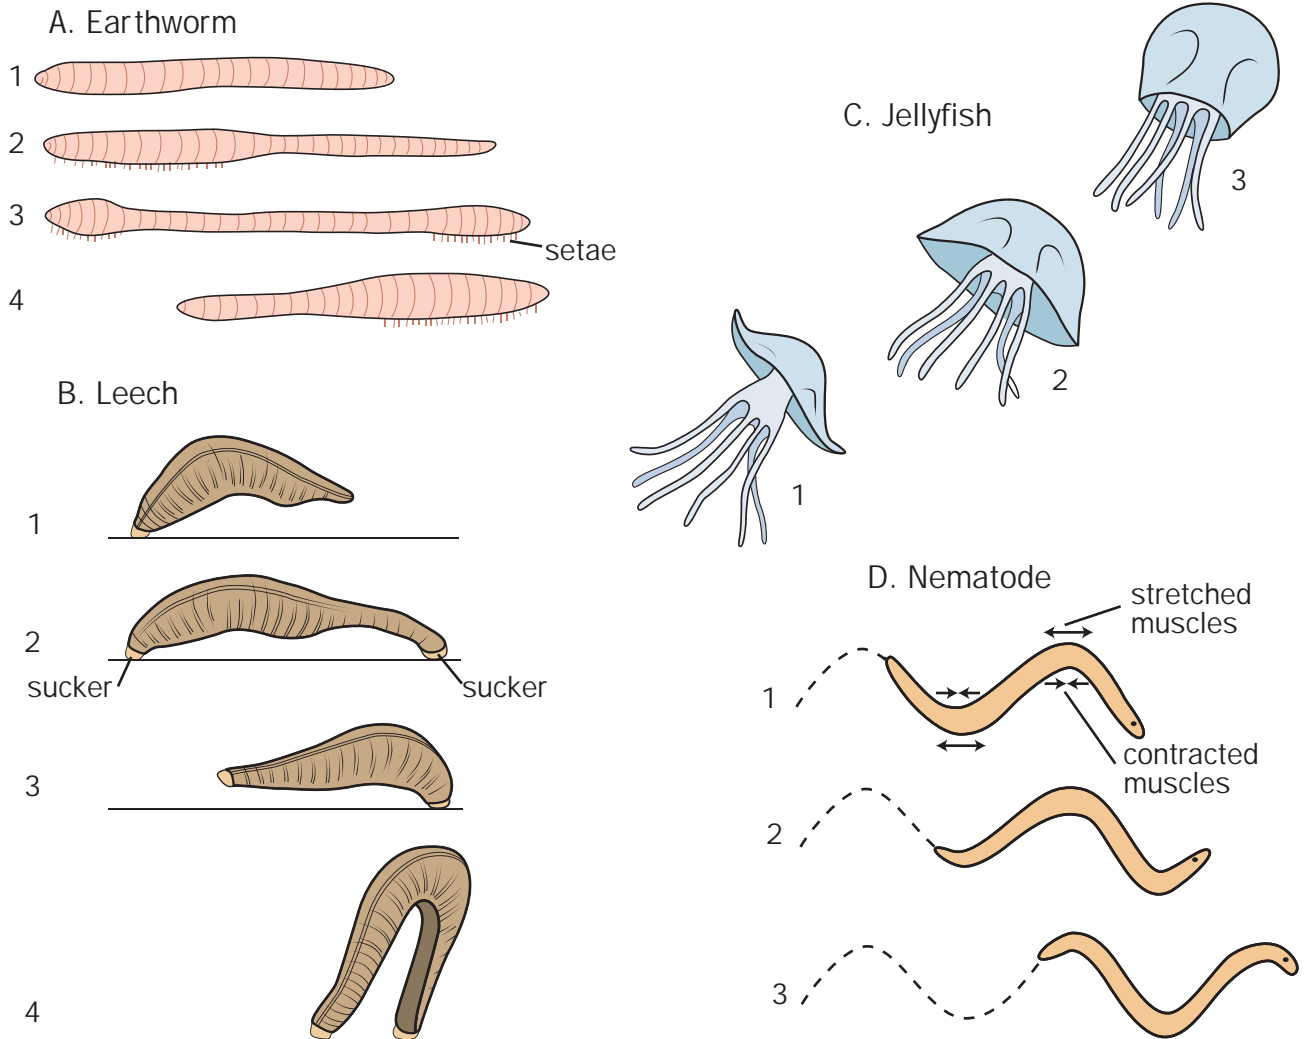 A. Earthworm
1
2
3
setae
4
B. Leech
1
2
sucker
sucker
3
4
C. Jellyfish
3
2
1
D. Nematode
stretched
muscles
1
contracted
muscles
2
3